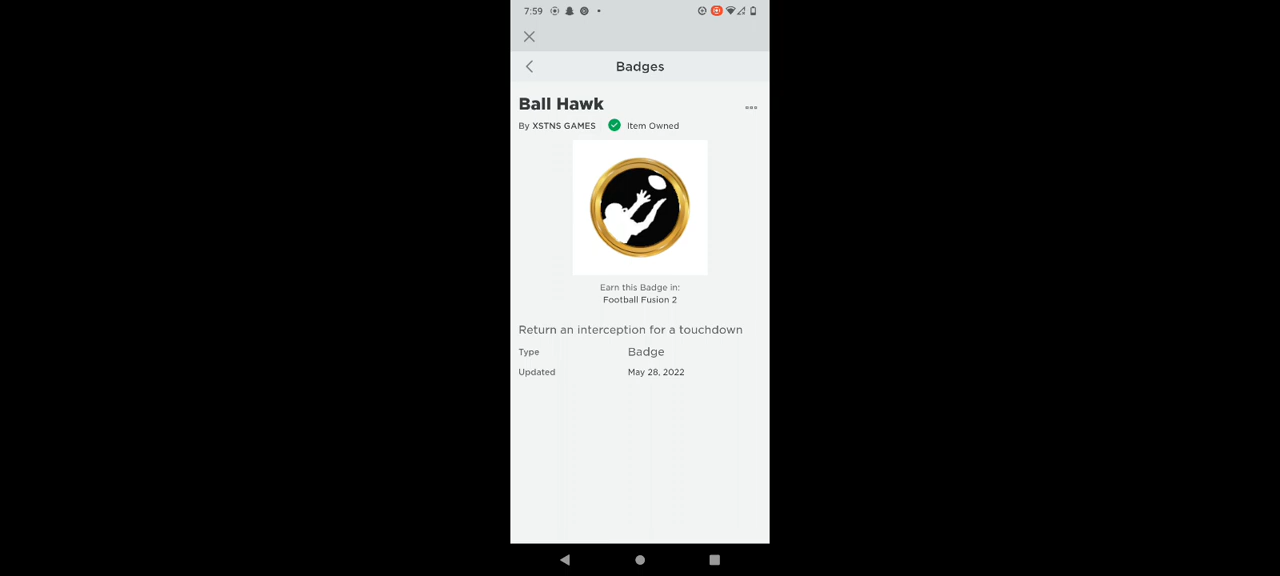 7:59
Badges
Ball Hawk
By XSTNS GAMES Item Owned
Earn this Badge in:
Football Fusion 2
Return an interception for a touchdown
Type Badge
Updated May 28, 2022